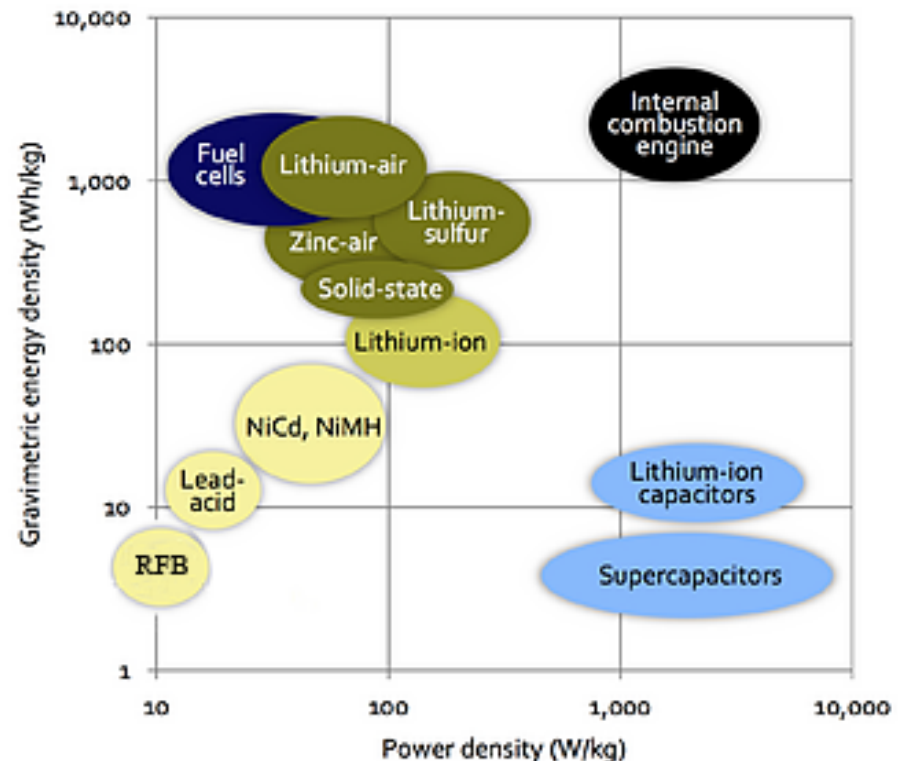 10,000
1,000
100
10
1
Gravimetric energy density (Wh/kg)
Internal
combustion
engine
Fuel
cells
Lithium-air
Lithium-
sulfur
Zinc-air
Solid-state
Lithium-ion
NiCd, NiMH
Lead-
acid
RFB
Lithium-ion
capacitors
Supercapacitors
10
100
1,000
10,000
Power density (W/kg)